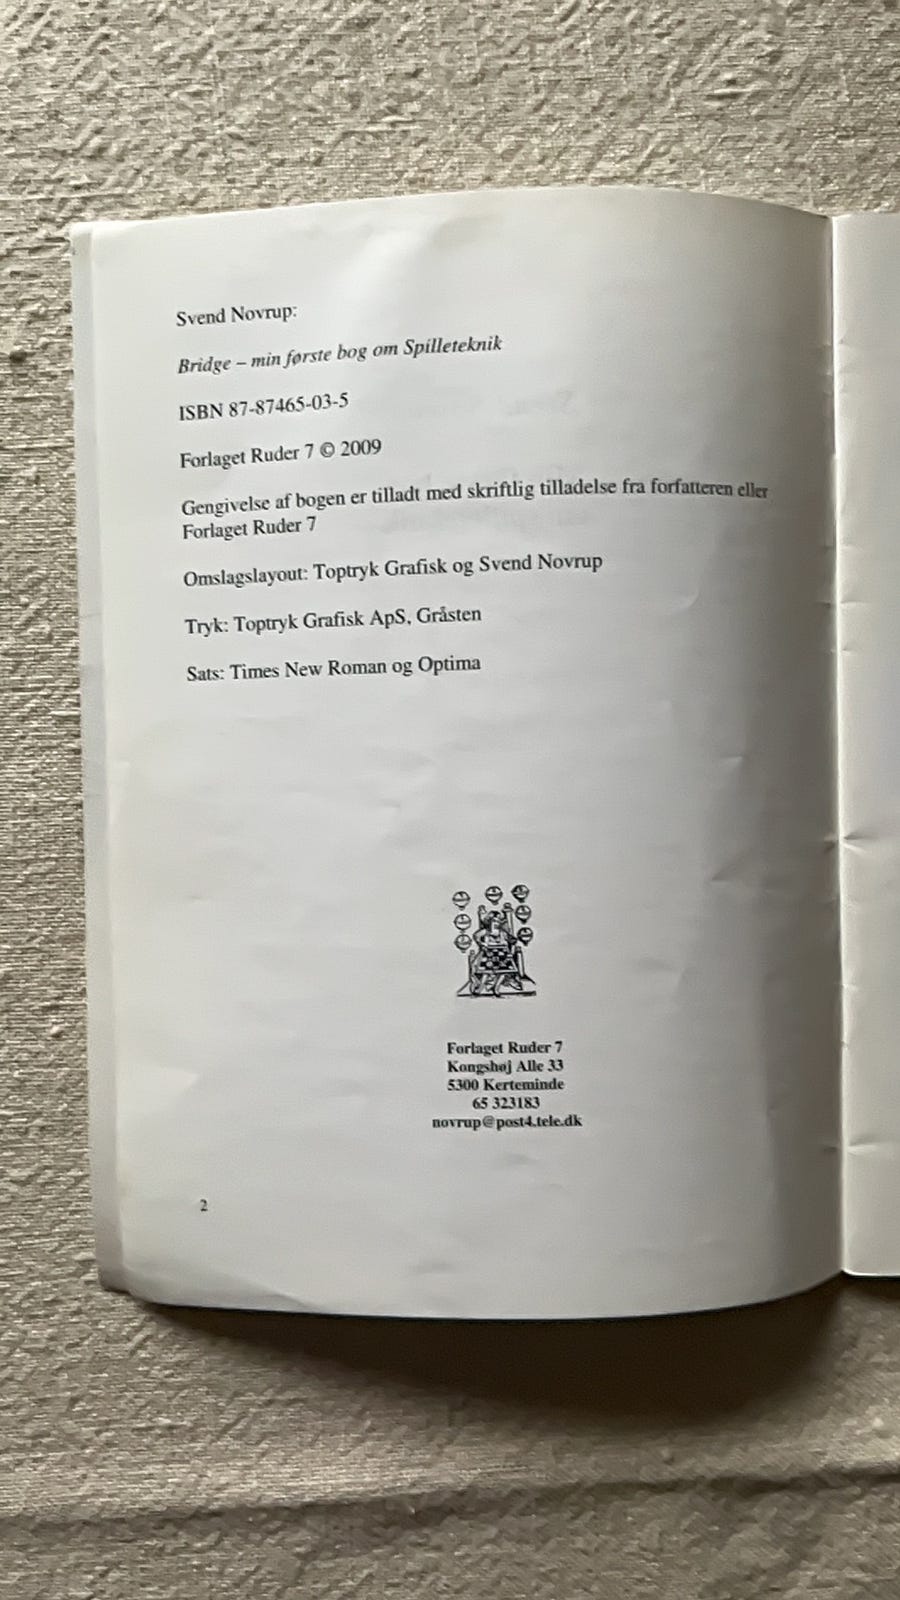 Svend Novrup:
Bridge – min første bog om Spilleteknik
ISBN 87-87465-03-5
Forlaget Ruder 7 © 2009
Gengivelse af bogen er tilladt med skriftlig tilladelse fra forfatteren eller
Forlaget Ruder 7
Omslagslayout: Toptryk Grafisk og Svend Novrup
Tryk: Toptryk Grafisk ApS, Gråsten
Sats: Times New Roman og Optima
Forlaget Ruder 7
Kongshøj Alle 33
5300 Kerteminde
65 323183
novrup@post4.tele.dk
2